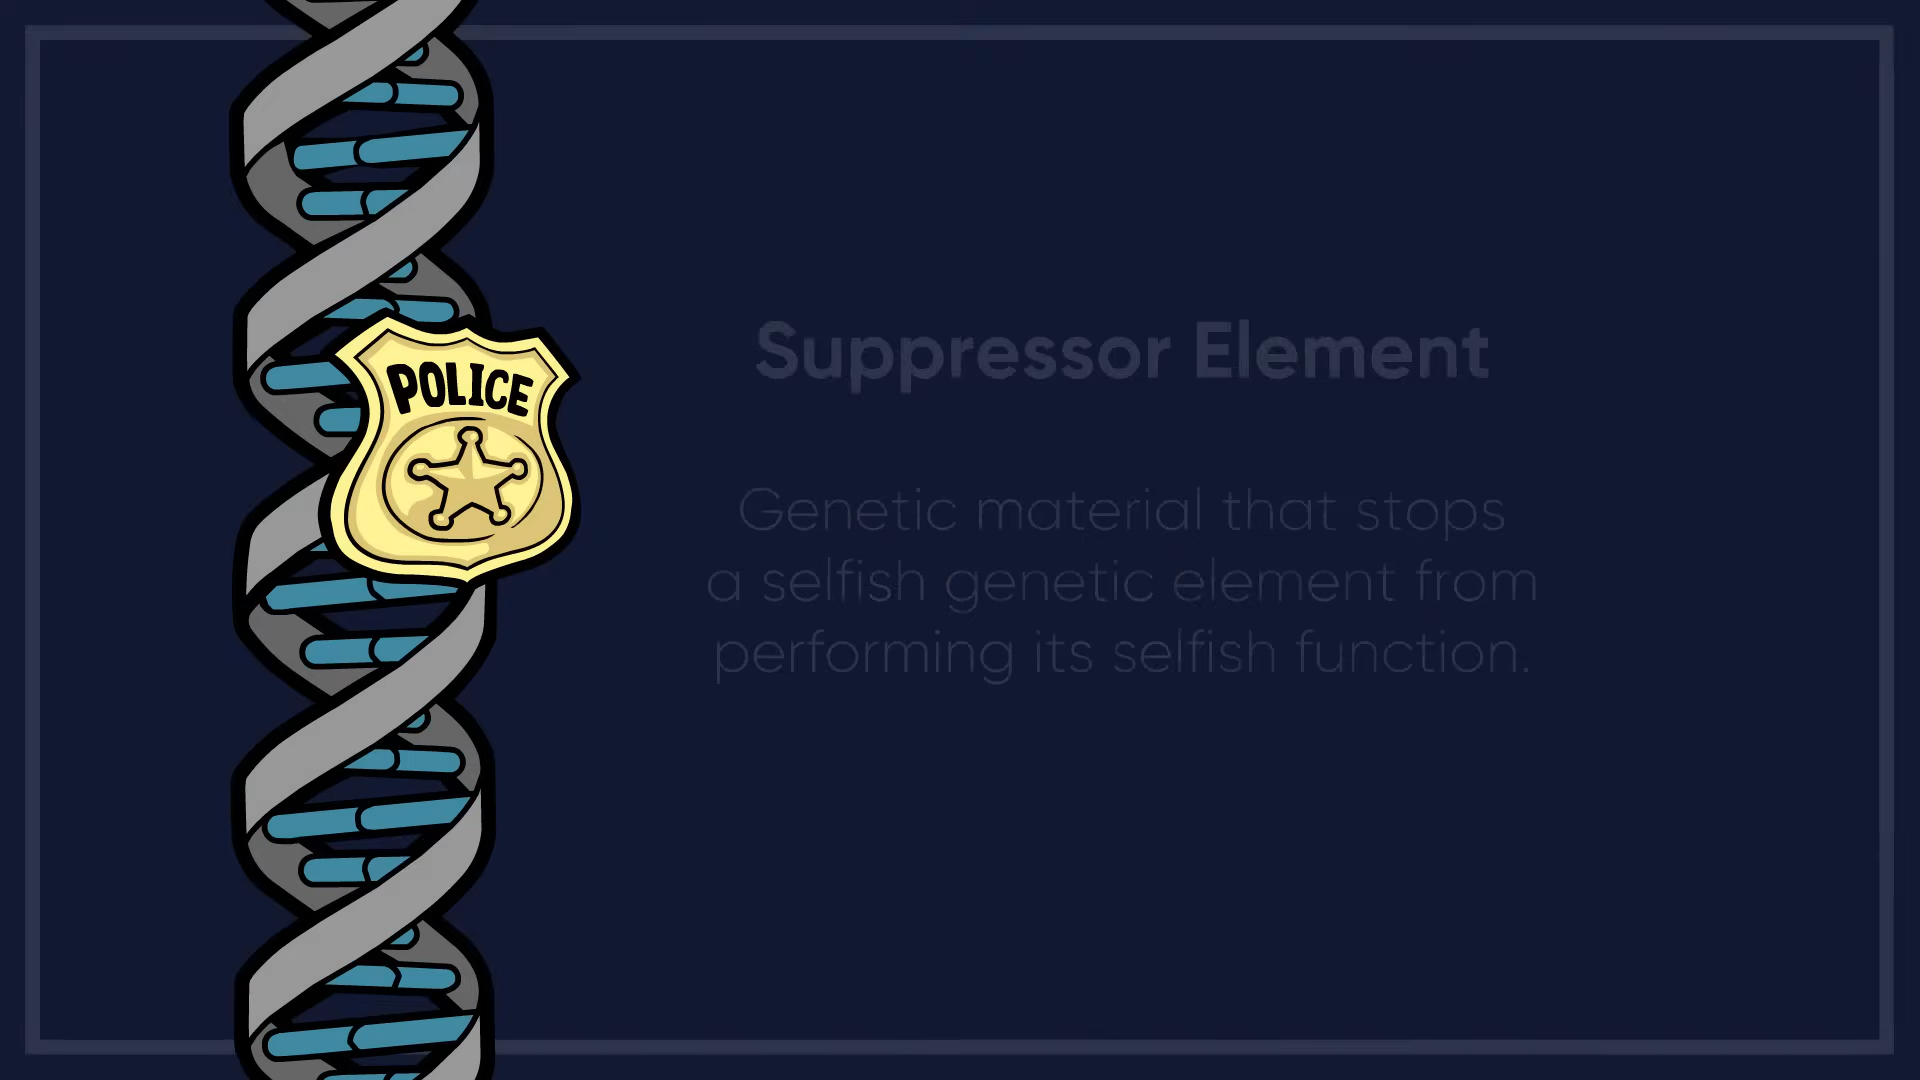 POLICE
Suppressor Element
Genetic material that stops
a selfish genetic element from
performing its selfish function.